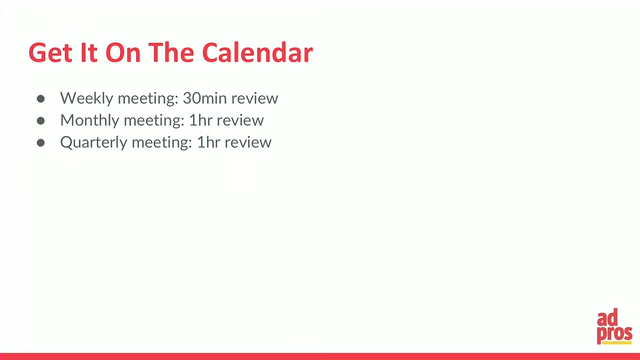 Get It On The Calendar
● Weekly meeting: 30min review
● Monthly meeting: 1hr review
● Quarterly meeting: 1hr review
ad
pros